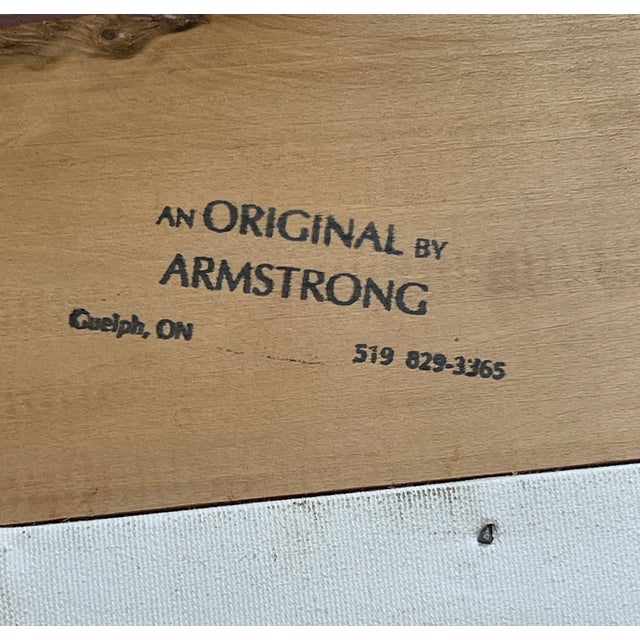 AN ORIGINAL BY
ARMSTRONG
Guelph, ON 519 829-3365